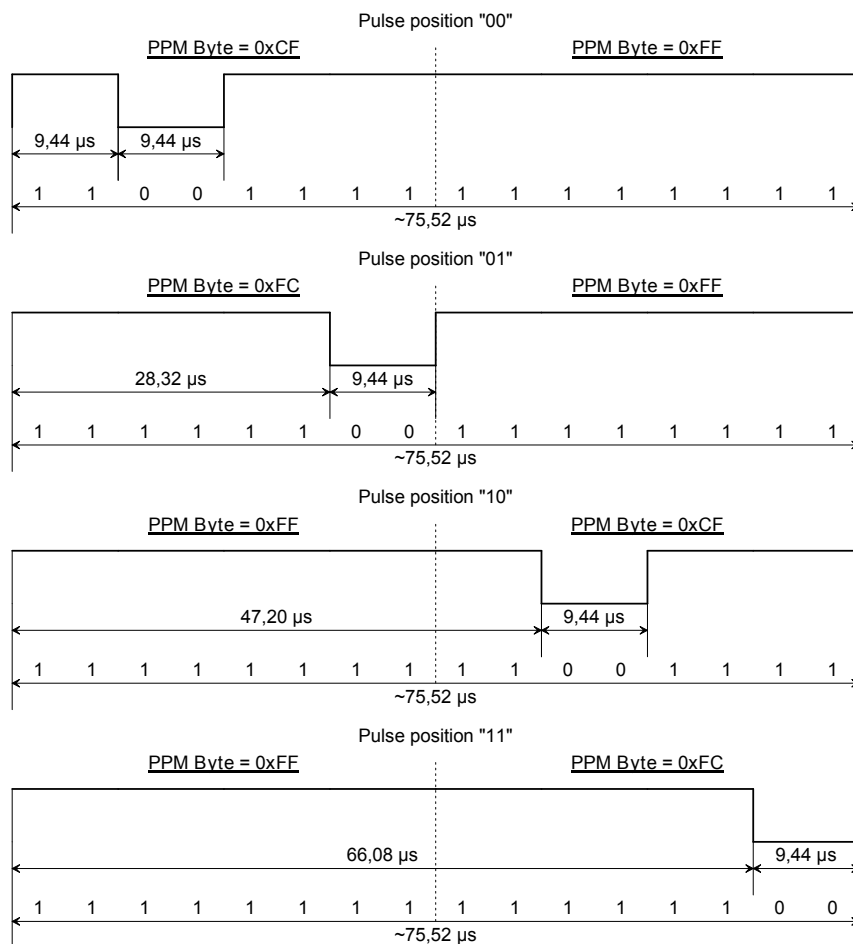 Pulse position "00"
PPM Byte = 0xCF PPM Byte = 0xFF
9,44 µs 9,44 µs
1 1 0 0 1 1 1 1 1 1 1 1 1 1 1 1
~75,52 µs
Pulse position "01"
PPM Byte = 0xFC PPM Byte = 0xFF
28,32 µs 9,44 µs
1 1 1 1 1 1 0 0 1 1 1 1 1 1 1 1
~75,52 µs
Pulse position "10"
PPM Byte = 0xFF PPM Byte = 0xCF
47,20 µs 9,44 µs
1 1 1 1 1 1 1 1 1 1 0 0 1 1 1 1
~75,52 µs
Pulse position "11"
PPM Byte = 0xFF PPM Byte = 0xFC
66,08 µs 9,44 µs
1 1 1 1 1 1 1 1 1 1 1 1 1 1 0 0
~75,52 µs